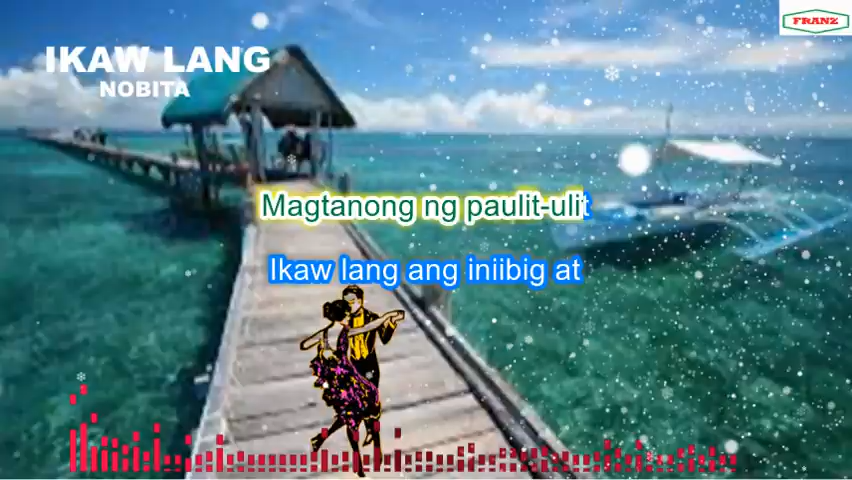 FRANZ
IKAW LANG
NOBITA
Magtanong ng paulit-ulit
Ikaw lang ang iniibig at